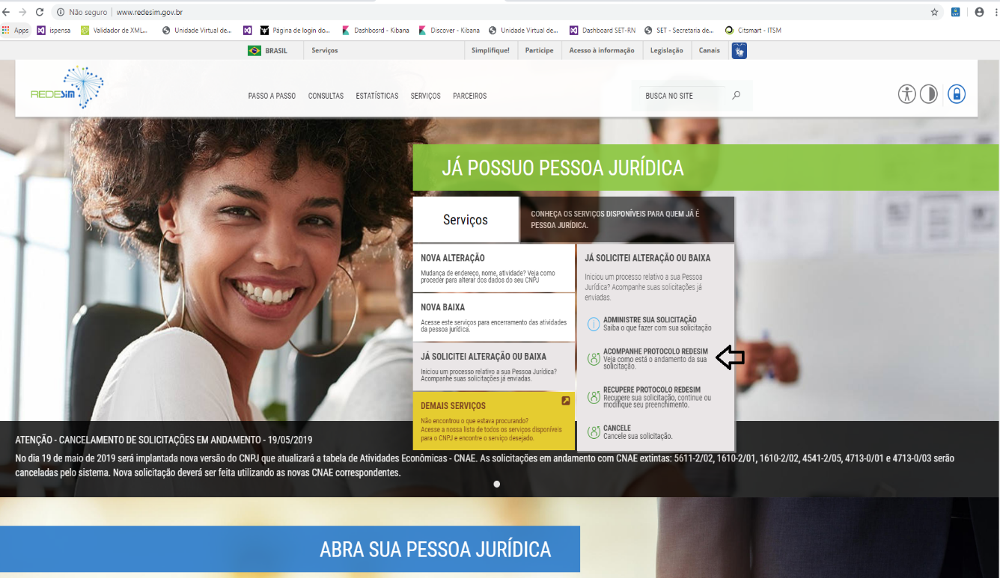 Não seguro | www.redesim.gov.br
Apps ispensa Validador de XML... Unidade Virtual de... Página de login do... Dashbosrd - Kibana Discover - Kibana Unidade Virtual de... Dashboard SET-RN SET - Secretaria de... Citsmart - ITSM
BRASIL Serviços Simplifique! Participe Acesso à informação Legislação Canais
REDESIM
PASSO A PASSO CONSULTAS ESTATÍSTICAS SERVIÇOS PARCEIROS BUSCA NO SITE
JÁ POSSUO PESSOA JURÍDICA
Serviços
CONHEÇA OS SERVIÇOS DISPONÍVEIS PARA QUEM JÁ É
PESSOA JURÍDICA.
NOVA ALTERAÇÃO
Mudança de endereço, nome, atividade? Veja como
proceder para alterar dos dados do seu CNPJ
NOVA BAIXA
Acesse este serviços para encerramento das atividades
da pessoa jurídica.
JÁ SOLICITEI ALTERAÇÃO OU BAIXA
Iniciou um processo relativo a sua Pessoa Jurídica?
Acompanhe suas solicitações já enviadas.
DEMAIS SERVIÇOS
Não encontrou o que estava procurando?
Acesse a nossa lista de todos os serviços disponíveis
para o CNPJ e encontre o serviço desejado.
JÁ SOLICITEI ALTERAÇÃO OU BAIXA
Iniciou um processo relativo a sua Pessoa
Jurídica? Acompanhe suas solicitações já
enviadas.
ADMINISTRE SUA SOLICITAÇÃO
Saiba o que fazer com sua solicitação
ACOMPANHE PROTOCOLO REDESIM
Veja como está o andamento da sua
solicitação.
RECUPERE PROTOCOLO REDESIM
Recupere sua solicitação, continue ou
modifique seu preenchimento.
CANCELE
Cancele sua solicitação.
ATENÇÃO - CANCELAMENTO DE SOLICITAÇÕES EM ANDAMENTO - 19/05/2019
No dia 19 de maio de 2019 será implantada nova versão do CNPJ que atualizará a tabela de Atividades Econômicas - CNAE. As solicitações em andamento com CNAE extintas: 5611-2/02, 1610-2/01, 1610-2/02, 4541-2/05, 4713-0/01 e 4713-0/03 serão
canceladas pelo sistema. Nova solicitação deverá ser feita utilizando as novas CNAE correspondentes.
ABRA SUA PESSOA JURÍDICA